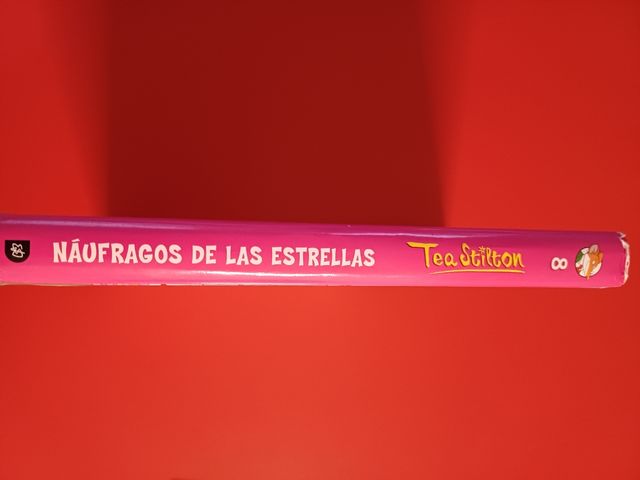 NÁUFRAGOS DE LAS ESTRELLAS
Tea Stilton
8